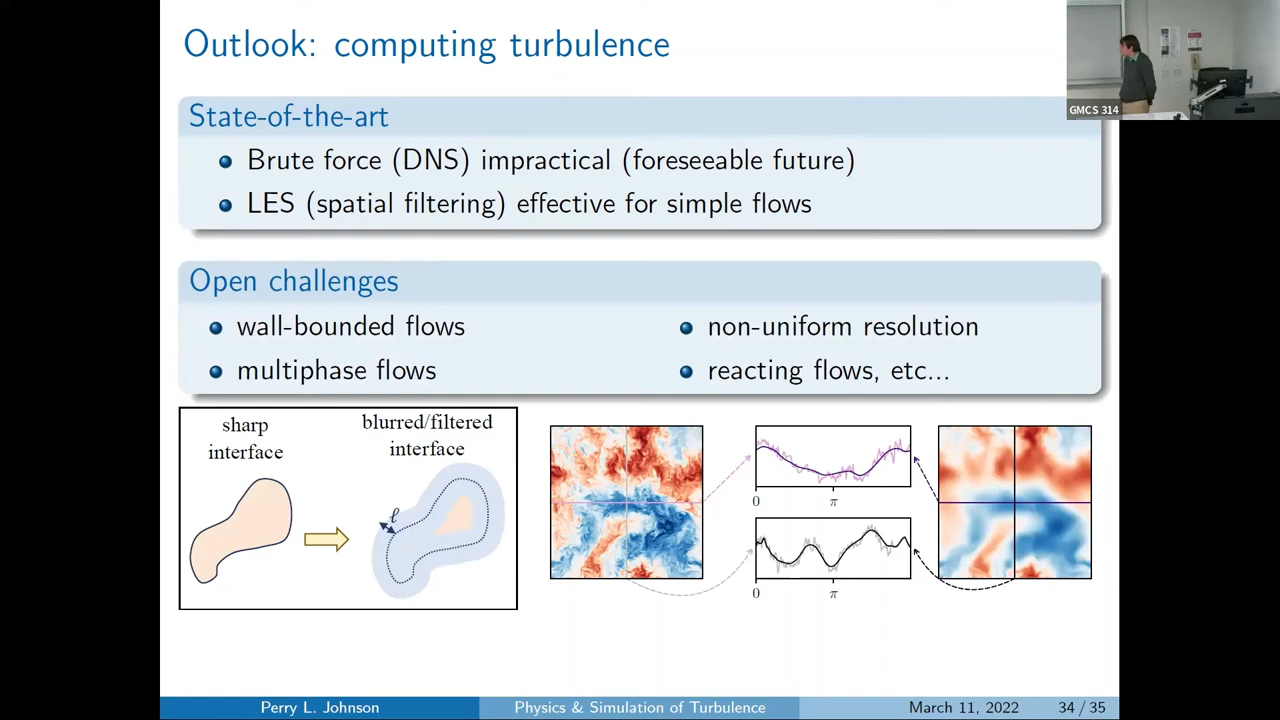 Outlook: computing turbulence
GMCS 314
State-of-the-art
Brute force (DNS) impractical (foreseeable future)
LES (spatial filtering) effective for simple flows
Open challenges
wall-bounded flows
multiphase flows
non-uniform resolution
reacting flows, etc...
sharp
interface
blurred/filtered
interface
ℓ
0
π
0
π
Perry L. Johnson
Physics & Simulation of Turbulence
March 11, 2022
34 / 35